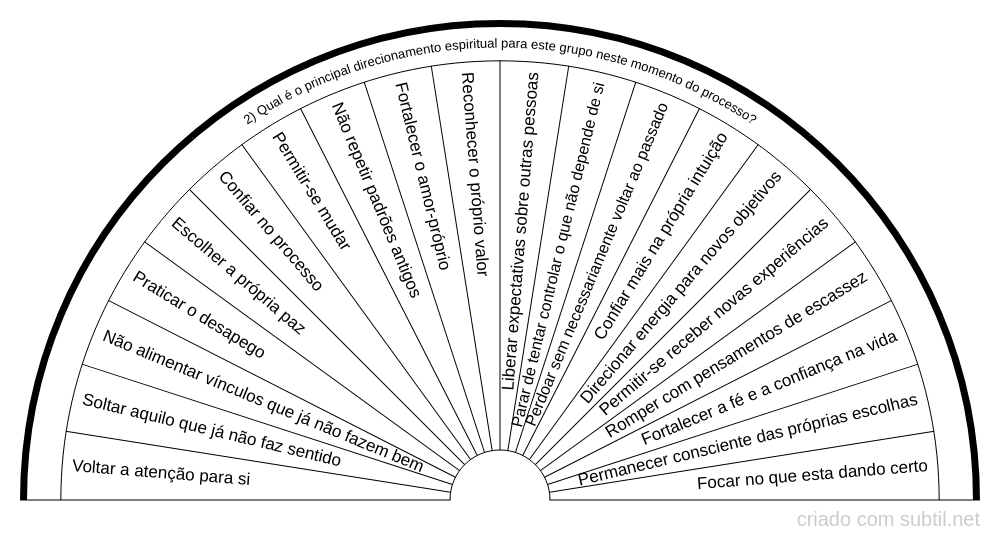 2) Qual é o principal direcionamento espiritual para este grupo neste momento do processo?
Voltar a atenção para si
Soltar aquilo que já não faz sentido
Não alimentar vínculos que já não fazem bem
Praticar o desapego
Escolher a própria paz
Confiar no processo
Permitir-se mudar
Não repetir padrões antigos
Fortalecer o amor-próprio
Reconhecer o próprio valor
Liberar expectativas sobre outras pessoas
Parar de tentar controlar o que não depende de si
Perdoar sem necessariamente voltar ao passado
Confiar mais na própria intuição
Direcionar energia para novos objetivos
Permitir-se receber novas experiências
Romper com pensamentos de escassez
Fortalecer a fé e a confiança na vida
Permanecer consciente das próprias escolhas
Focar no que esta dando certo
criado com subtil.net